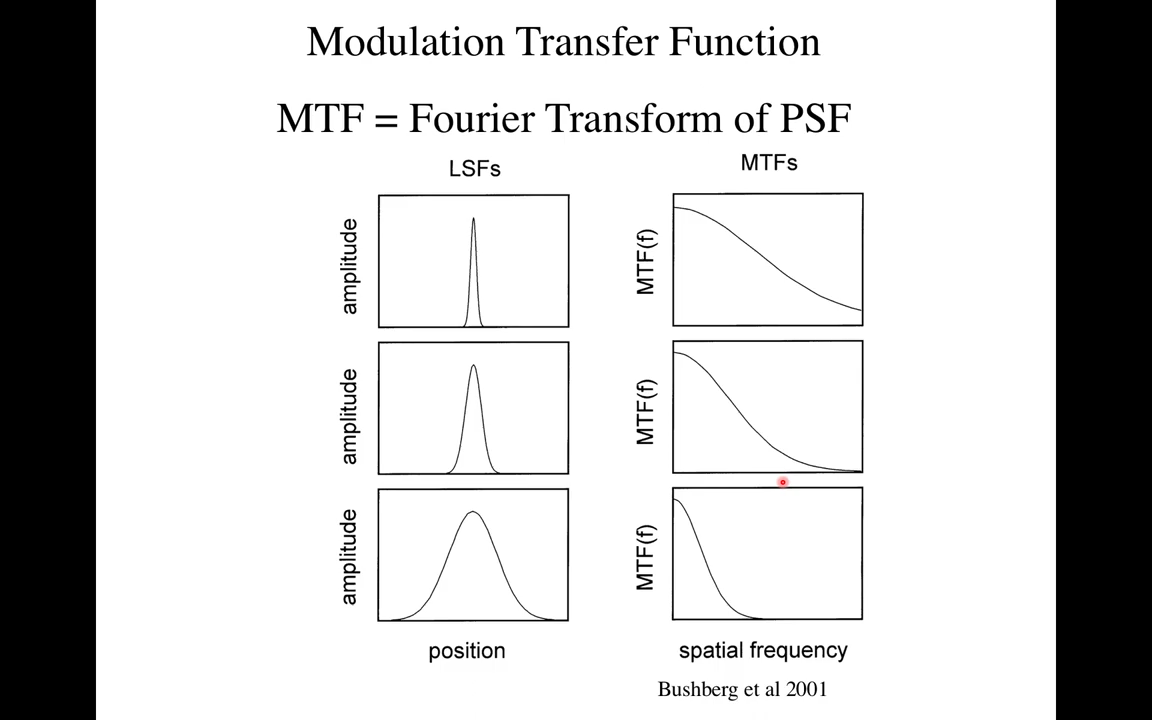 Modulation Transfer Function
MTF = Fourier Transform of PSF
LSFs
MTFs
amplitude
MTF(f)
amplitude
MTF(f)
amplitude
MTF(f)
position
spatial frequency
Bushberg et al 2001